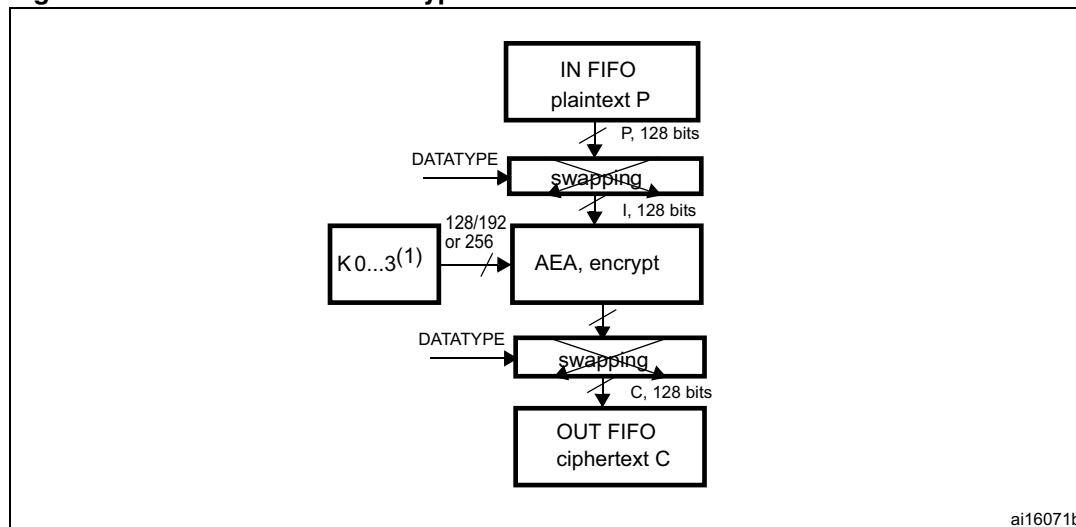 IN FIFO
plaintext P
P, 128 bits
DATATYPE
swapping
I, 128 bits
128/192
or 256
K 0...3(1)
AEA, encrypt
DATATYPE
swapping
C, 128 bits
OUT FIFO
ciphertext C
ai16071b